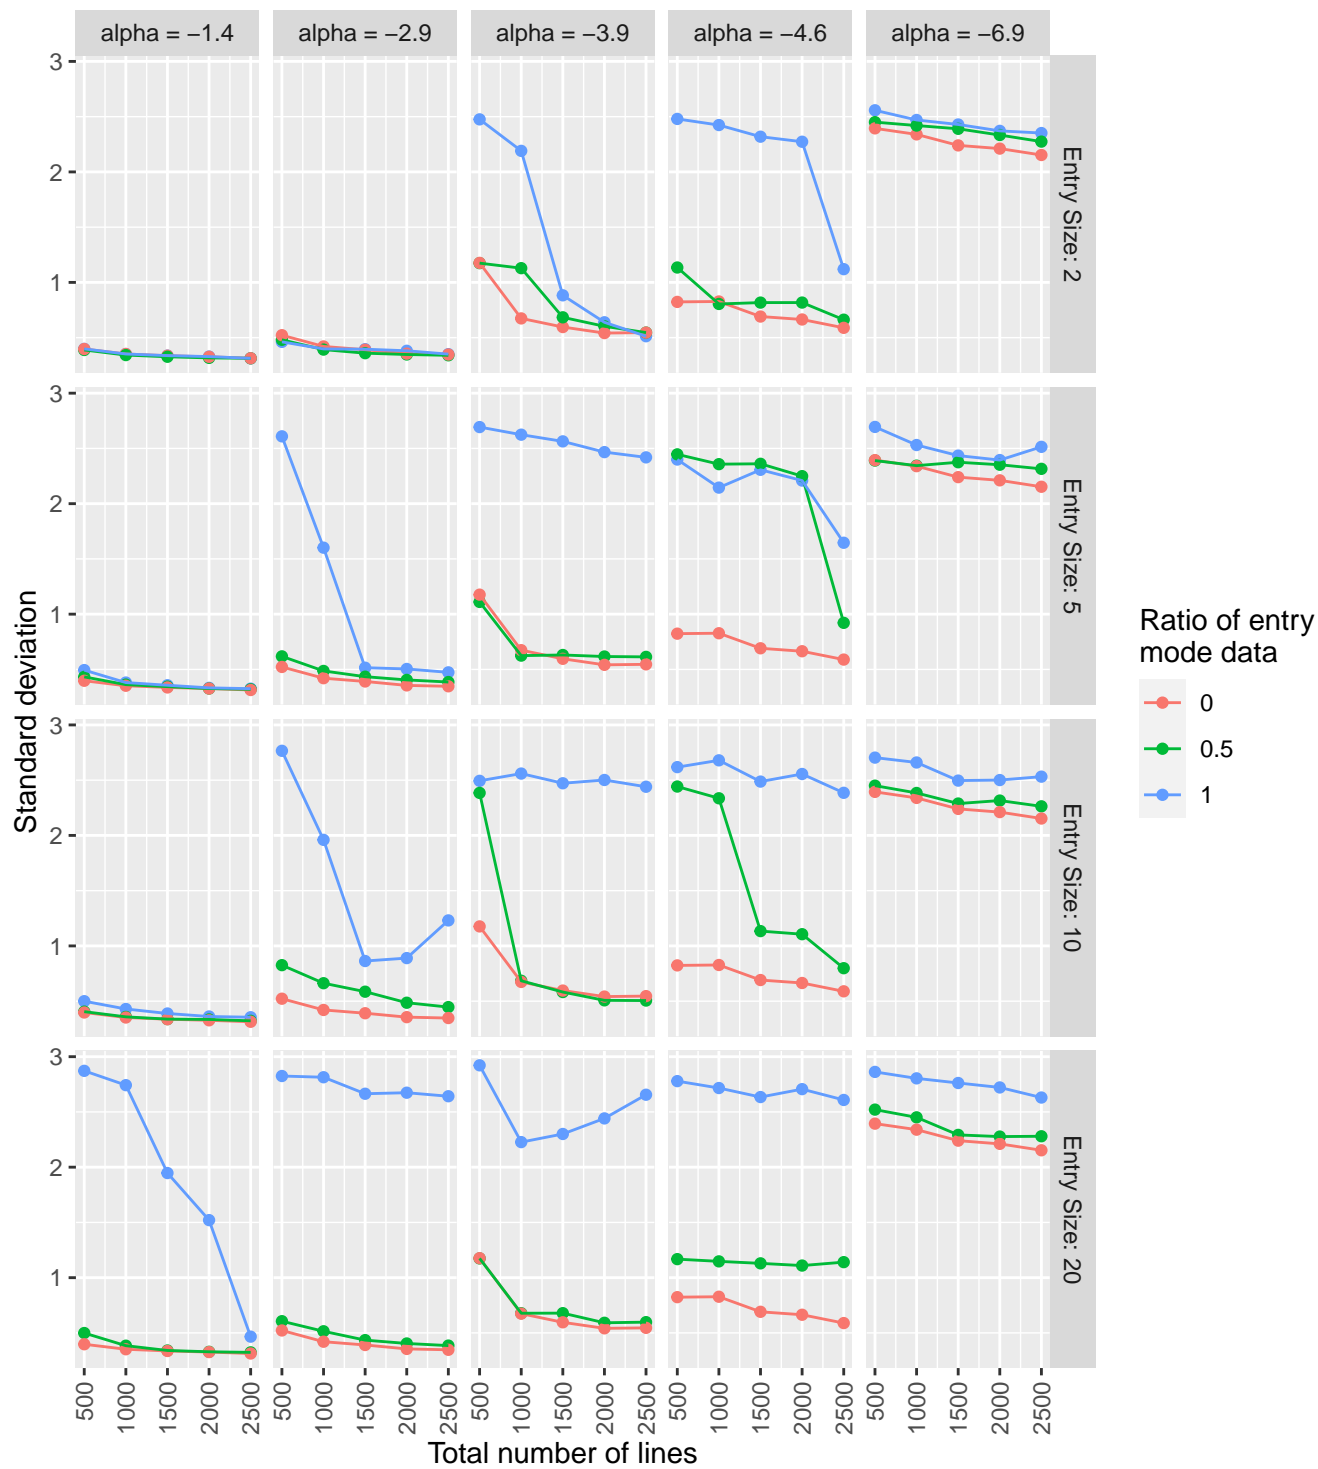 alpha = −1.4
alpha = −2.9
alpha = −3.9
alpha = −4.6
alpha = −6.9
3
2
1
Entry Size: 2
3
2
1
Entry Size: 5
3
2
1
Entry Size: 10
3
2
1
Entry Size: 20
Standard deviation
500 1000 1500 2000 2500
500 1000 1500 2000 2500
500 1000 1500 2000 2500
500 1000 1500 2000 2500
500 1000 1500 2000 2500
Total number of lines
Ratio of entry
mode data
0
0.5
1